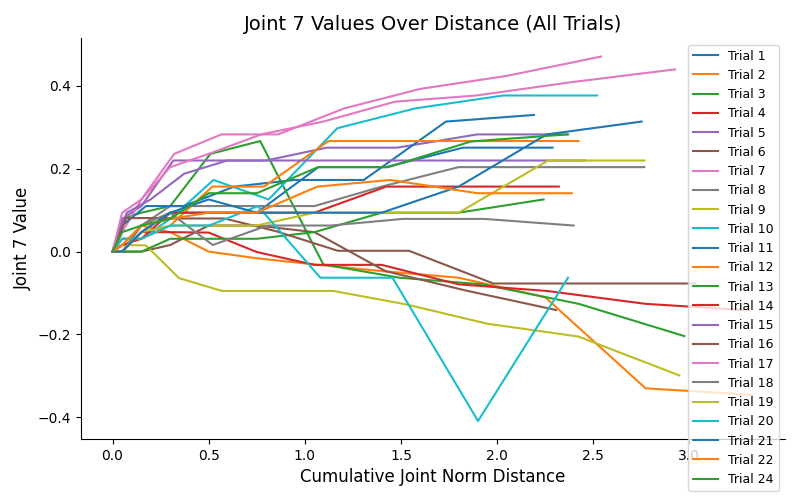 Joint 7 Values Over Distance (All Trials)
Joint 7 Value
0.4
0.2
0.0
−0.2
−0.4
0.0
0.5
1.0
1.5
2.0
2.5
3.0
Cumulative Joint Norm Distance
Trial 1
Trial 2
Trial 3
Trial 4
Trial 5
Trial 6
Trial 7
Trial 8
Trial 9
Trial 10
Trial 11
Trial 12
Trial 13
Trial 14
Trial 15
Trial 16
Trial 17
Trial 18
Trial 19
Trial 20
Trial 21
Trial 22
Trial 24